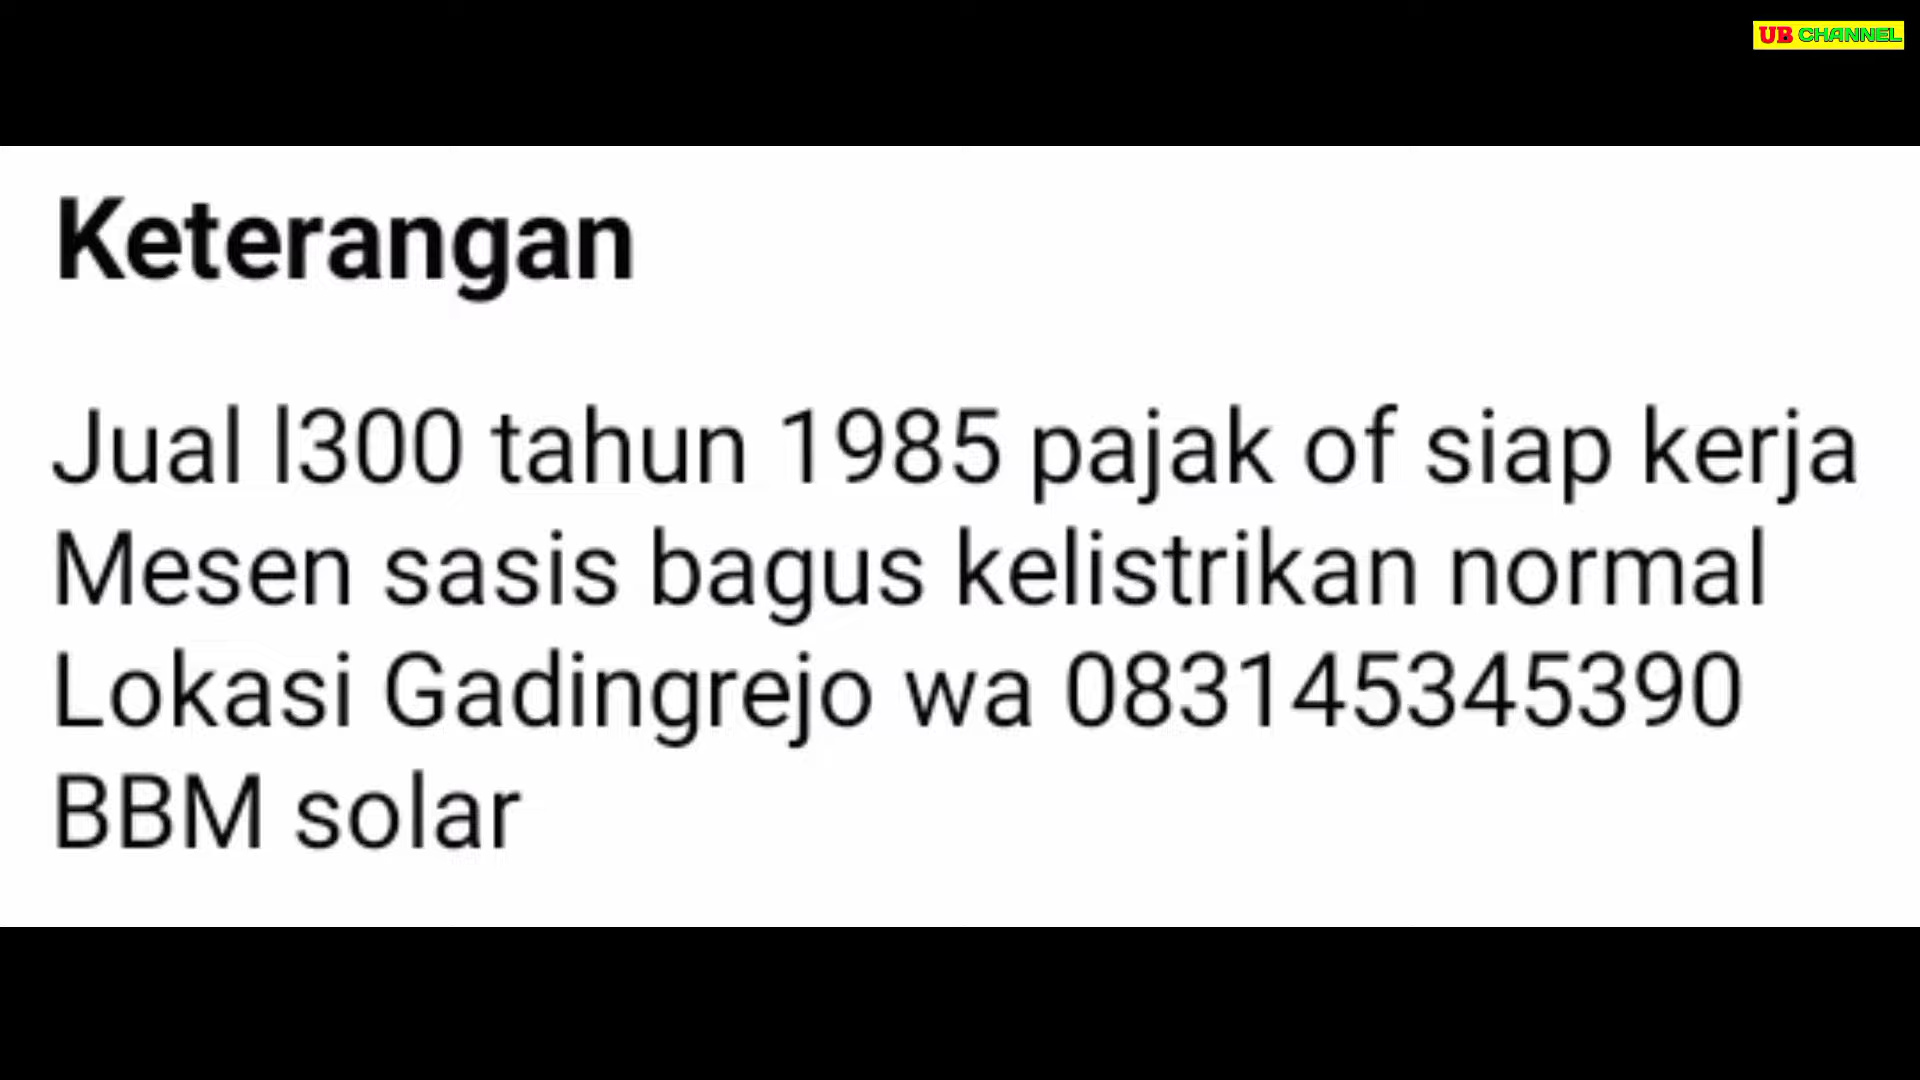 UB CHANNEL
Keterangan
Jual l300 tahun 1985 pajak of siap kerja
Mesen sasis bagus kelistrikan normal
Lokasi Gadingrejo wa 083145345390
BBM solar